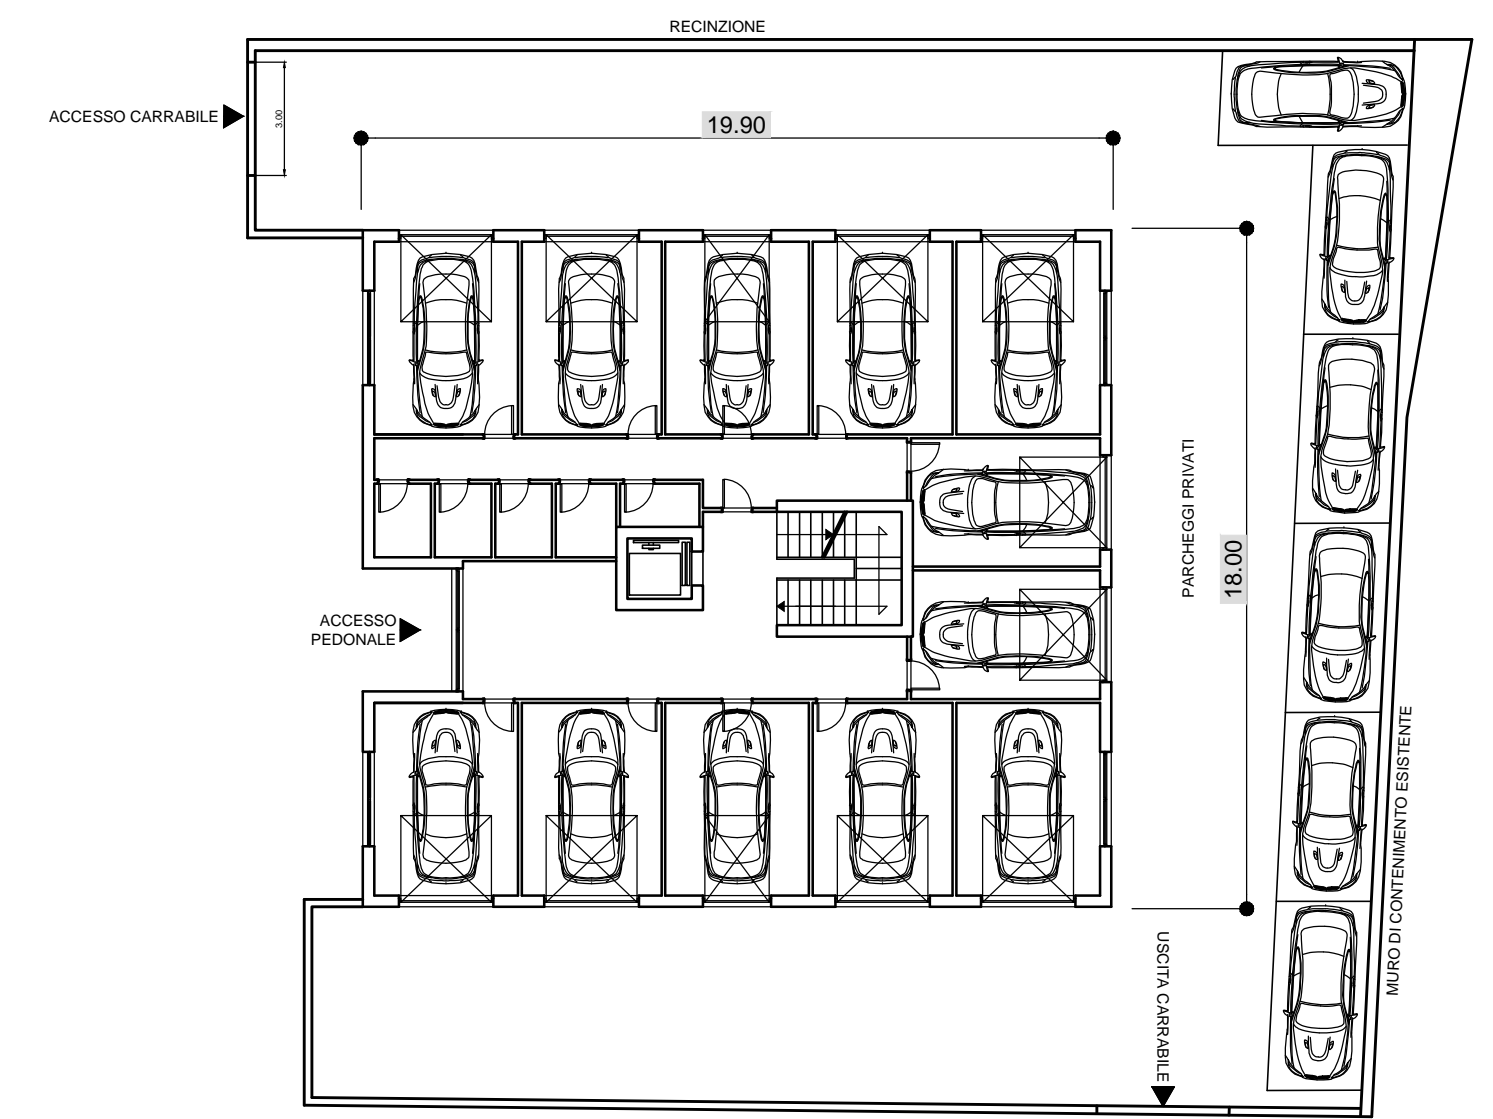 RECINZIONE
ACCESSO CARRABILE
3.00
19.90
PARCHEGGI PRIVATI
18.00
ACCESSO
PEDONALE
MURO DI CONTENIMENTO ESISTENTE
USCITA CARRABILE